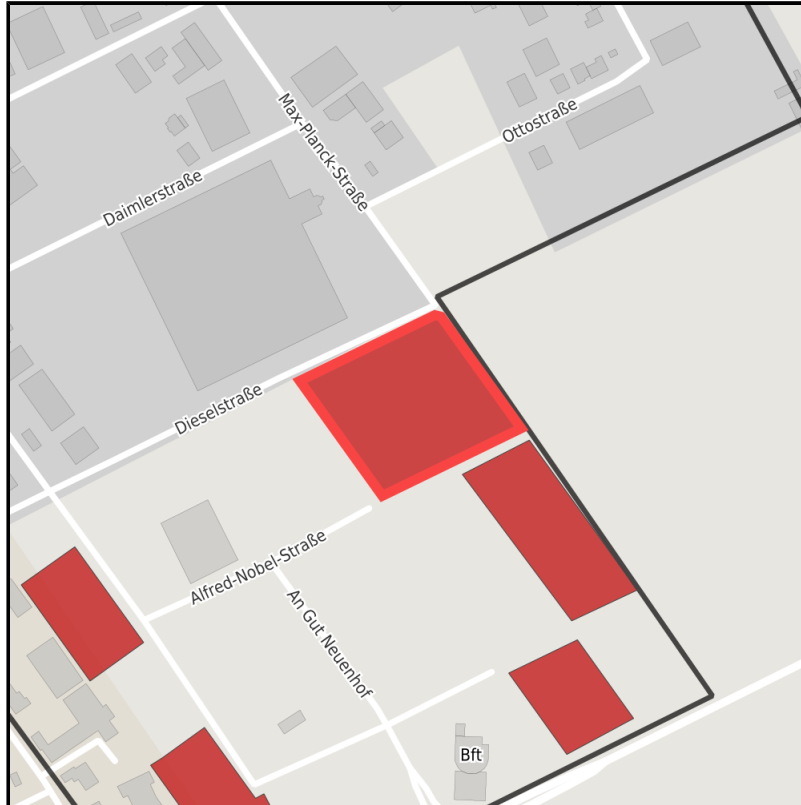 Max-Planck-Straße
Ottostraße
Daimlerstraße
Dieselstraße
Alfred-Nobel-Straße
An Gut Neuenhof
Bft